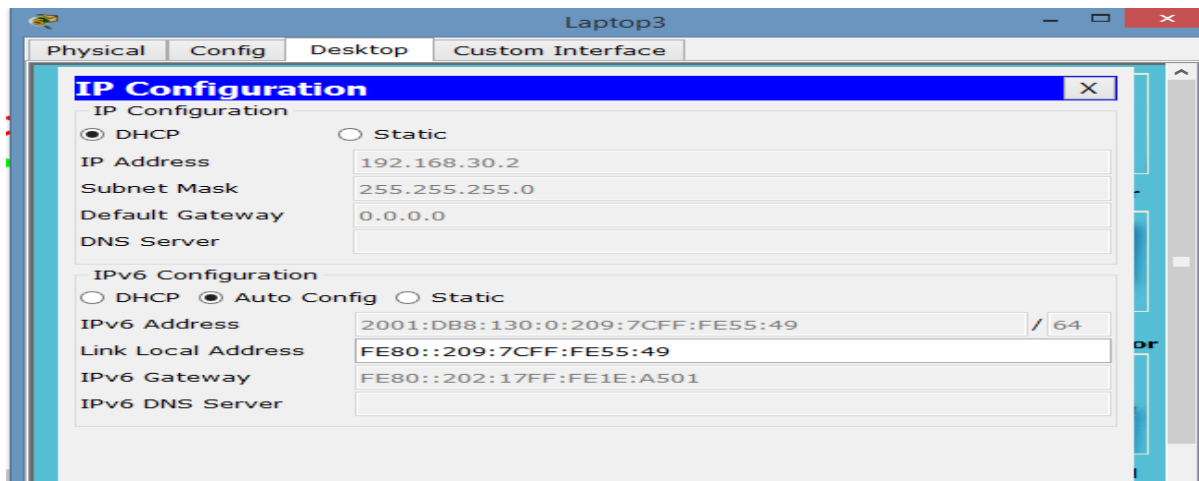 Laptop3
Physical Config Desktop Custom Interface
IP Configuration X
IP Configuration
DHCP Static
IP Address 192.168.30.2
Subnet Mask 255.255.255.0
Default Gateway 0.0.0.0
DNS Server
IPv6 Configuration
DHCP Auto Config Static
IPv6 Address 2001:DB8:130:0:209:7CFF:FE55:49 / 64
Link Local Address FE80::209:7CFF:FE55:49
IPv6 Gateway FE80::202:17FF:FE1E:A501
IPv6 DNS Server
or